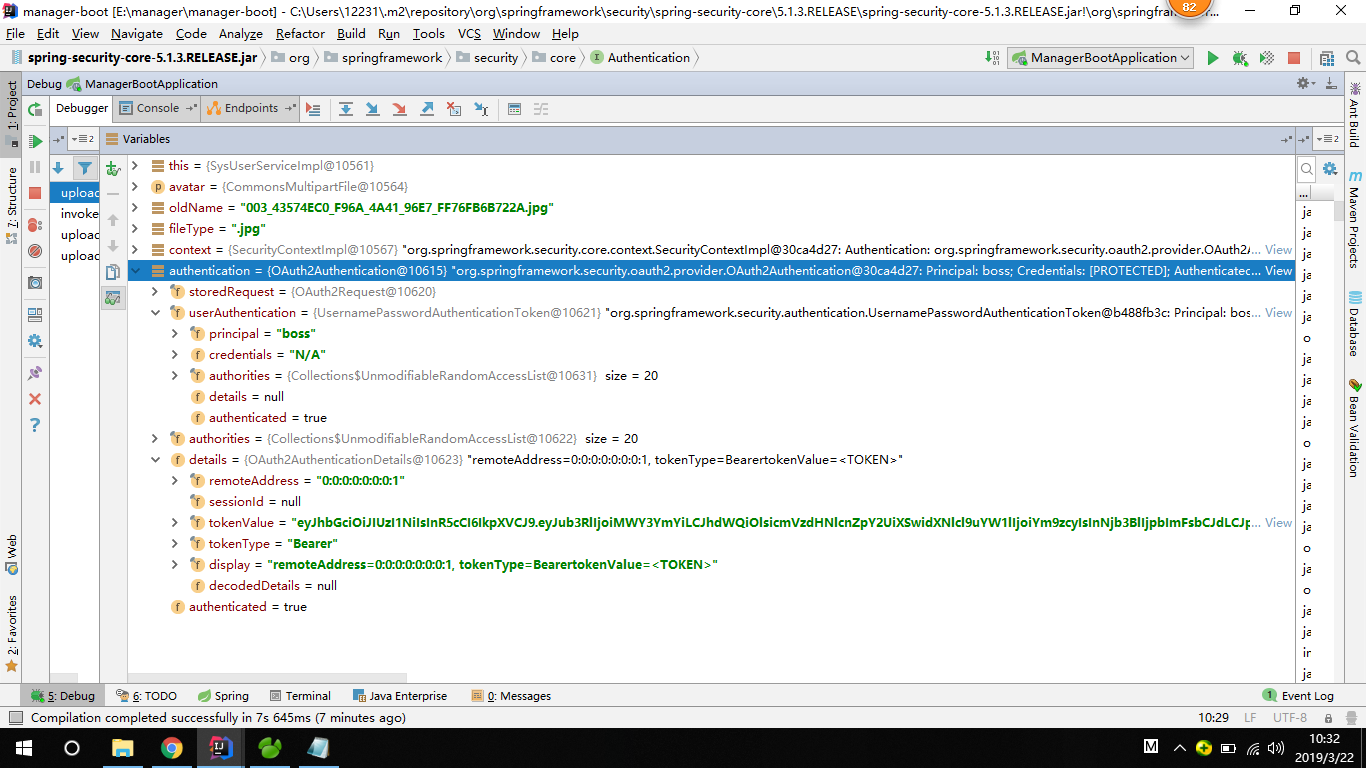 manager-boot [E:\manager\manager-boot] - C:\Users\12231\.m2\repository\org\springframework\security\spring-security-core\5.1.3.RELEASE\spring-security-core-5.1.3.RELEASE.jar!\org\springfram...r...
82
File Edit View Navigate Code Analyze Refactor Build Run Tools VCS Window Help
spring-security-core-5.1.3.RELEASE.jar org springframework security core Authentication ManagerBootApplication
Debug ManagerBootApplication
Debugger Console Endpoints
Variables
this = {SysUserServiceImpl@10561}
avatar = {CommonsMultipartFile@10564}
oldName = "003_43574EC0_F96A_4A41_96E7_FF76FB6B722A.jpg"
fileType = ".jpg"
context = {SecurityContextImpl@10567} "org.springframework.security.core.context.SecurityContextImpl@30ca4d27: Authentication: org.springframework.security.oauth2.provider.OAuth2A... View
authentication = {OAuth2Authentication@10615} "org.springframework.security.oauth2.provider.OAuth2Authentication@30ca4d27: Principal: boss; Credentials: [PROTECTED]; Authenticatec... View
storedRequest = {OAuth2Request@10620}
userAuthentication = {UsernamePasswordAuthenticationToken@10621} "org.springframework.security.authentication.UsernamePasswordAuthenticationToken@b488fb3c: Principal: bos... View
principal = "boss"
credentials = "N/A"
authorities = {Collections$UnmodifiableRandomAccessList@10631} size = 20
details = null
authenticated = true
authorities = {Collections$UnmodifiableRandomAccessList@10622} size = 20
details = {OAuth2AuthenticationDetails@10623} "remoteAddress=0:0:0:0:0:0:0:1, tokenType=BearertokenValue=<TOKEN>"
remoteAddress = "0:0:0:0:0:0:0:1"
sessionId = null
tokenValue = "eyJhbGciOiJIUzI1NiIsInR5cCI6IkpXVCJ9.eyJub3RlIjoiMWY3YmYiLCJhdWQiOlsicmVzdHNlcnZpY2UiXSwidXNlcl9uYW1lIjoiYm9zcyIsInNjb3BlIjpbImFsbCJdLCJp... View
tokenType = "Bearer"
display = "remoteAddress=0:0:0:0:0:0:0:1, tokenType=BearertokenValue=<TOKEN>"
decodedDetails = null
authenticated = true
upload
invoke
upload
upload
1: Project
7: Structure
Web
2: Favorites
Ant Build
Maven Projects
Database
Bean Validation
5: Debug 6: TODO Spring Terminal Java Enterprise 0: Messages 1 Event Log
Compilation completed successfully in 7s 645ms (7 minutes ago) 10:29 LF UTF-8
M
10:32
2019/3/22